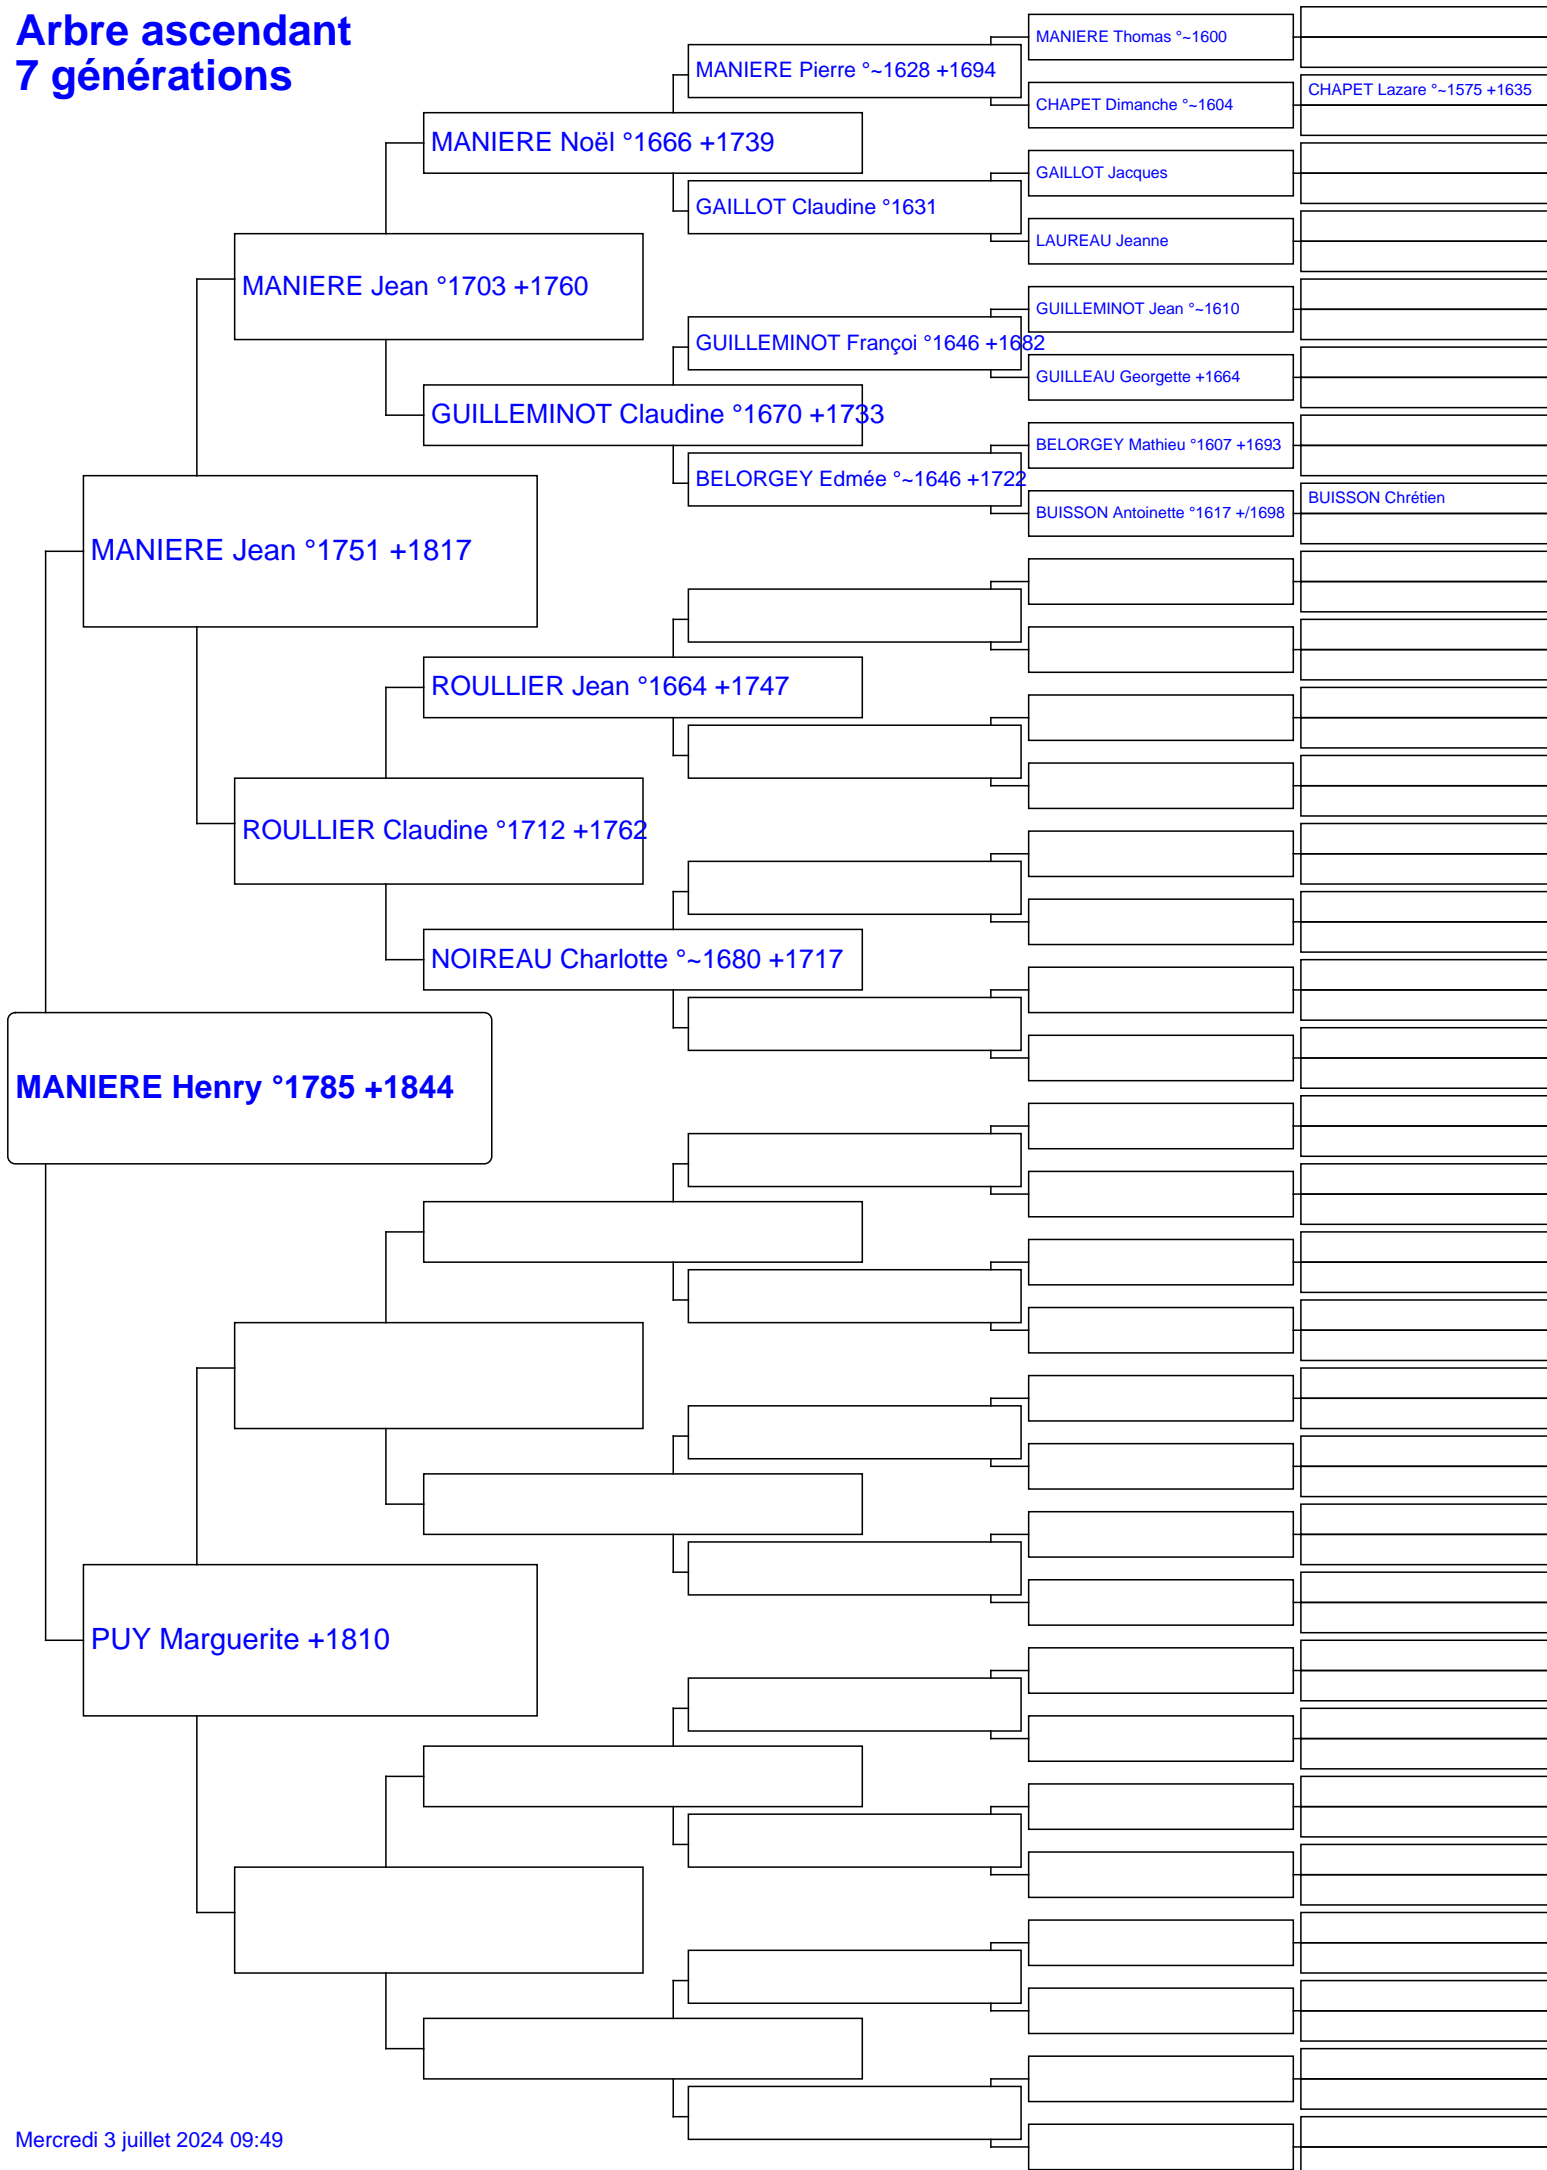 Arbre ascendant
7 générations
MANIERE Thomas °~1600
MANIERE Pierre °~1628 +1694
CHAPET Lazare °~1575 +1635
CHAPET Dimanche °~1604
MANIERE Noël °1666 +1739
GAILLOT Jacques
GAILLOT Claudine °1631
LAUREAU Jeanne
MANIERE Jean °1703 +1760
GUILLEMINOT Jean °~1610
GUILLEMINOT Françoi °1646 +1682
GUILLEAU Georgette +1664
GUILLEMINOT Claudine °1670 +1733
BELORGEY Mathieu °1607 +1693
BELORGEY Edmée °~1646 +1722
BUISSON Chrétien
BUISSON Antoinette °1617 +/1698
MANIERE Jean °1751 +1817
ROULLIER Jean °1664 +1747
ROULLIER Claudine °1712 +1762
NOIREAU Charlotte °~1680 +1717
MANIERE Henry °1785 +1844
PUY Marguerite +1810
Mercredi 3 juillet 2024 09:49